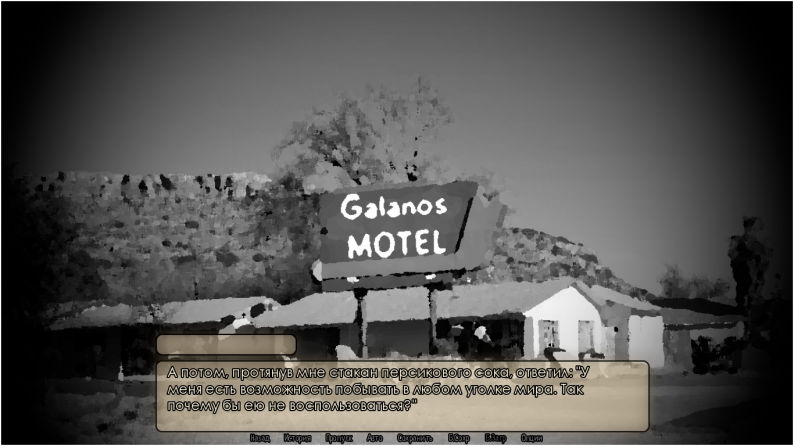 Galanos
MOTEL
А потом, протянув мне стакан персикового сока, ответил: "У
меня есть возможность побывать в любом уголке мира. Так
почему бы ею не воспользоваться?"
Назад История Пропуск Авто Сохранить Б.Сохр Б.Загр Опции